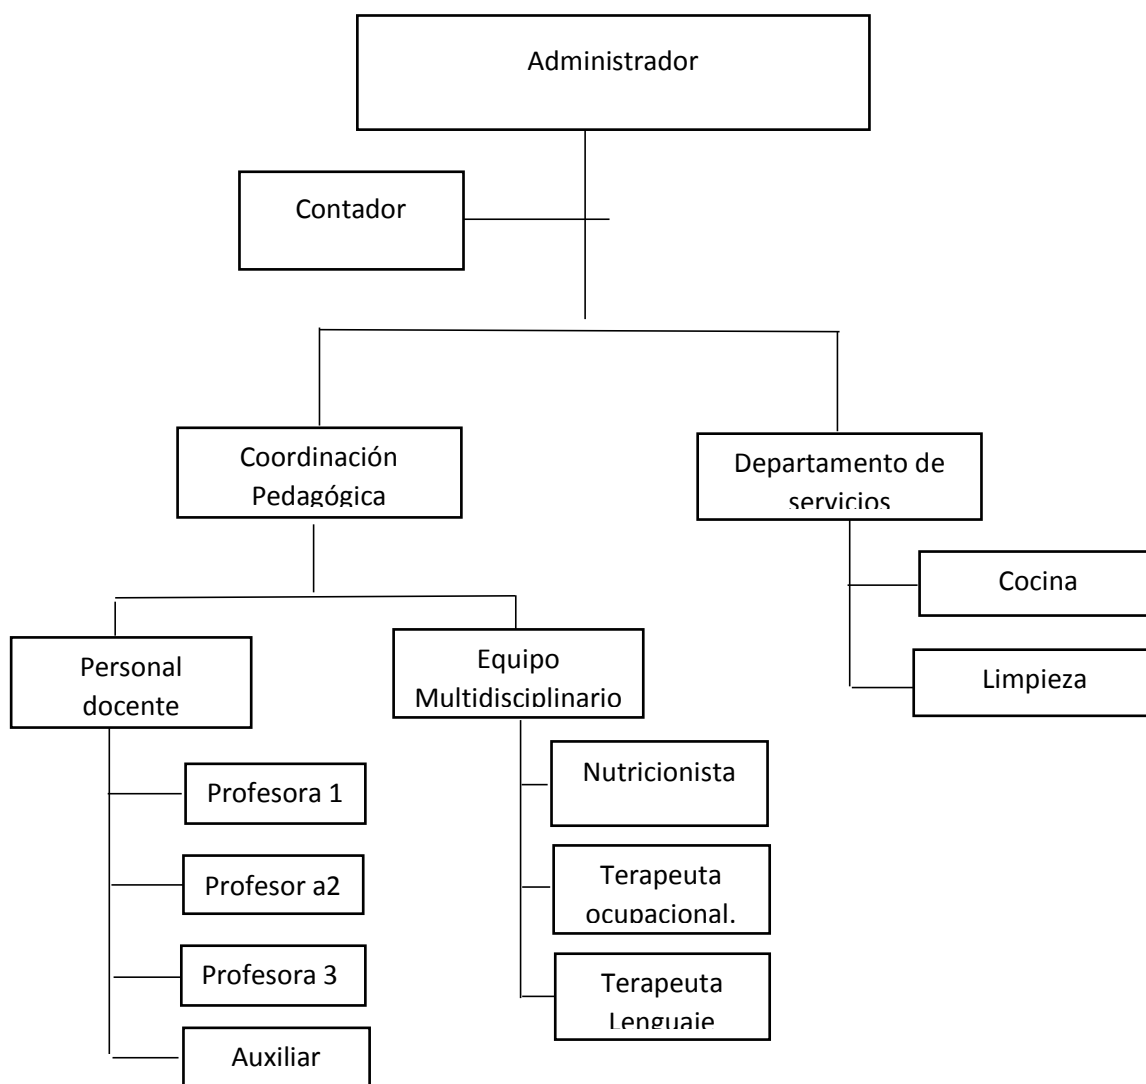 Administrador
Contador
Coordinación
Pedagógica
Departamento de
servicios
Cocina
Limpieza
Personal
docente
Equipo
Multidisciplinario
Profesora 1
Profesor a2
Profesora 3
Auxiliar
Nutricionista
Terapeuta
ocupacional.
Terapeuta
Lenguaje